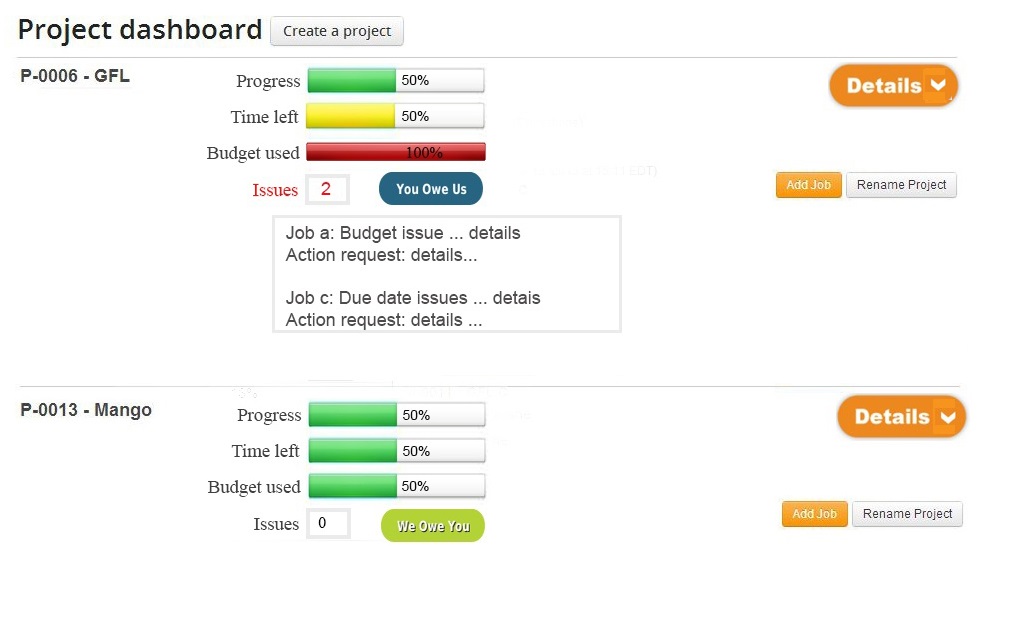 Project dashboard Create a project
P-0006 - GFL
Progress 50%
Details
Time left 50%
Budget used 100%
Issues 2 You Owe Us
Add Job Rename Project
Job a: Budget issue ... details
Action request: details...
Job c: Due date issues ... detais
Action request: details ...
P-0013 - Mango
Progress 50%
Details
Time left 50%
Budget used 50%
Issues 0 We Owe You
Add Job Rename Project